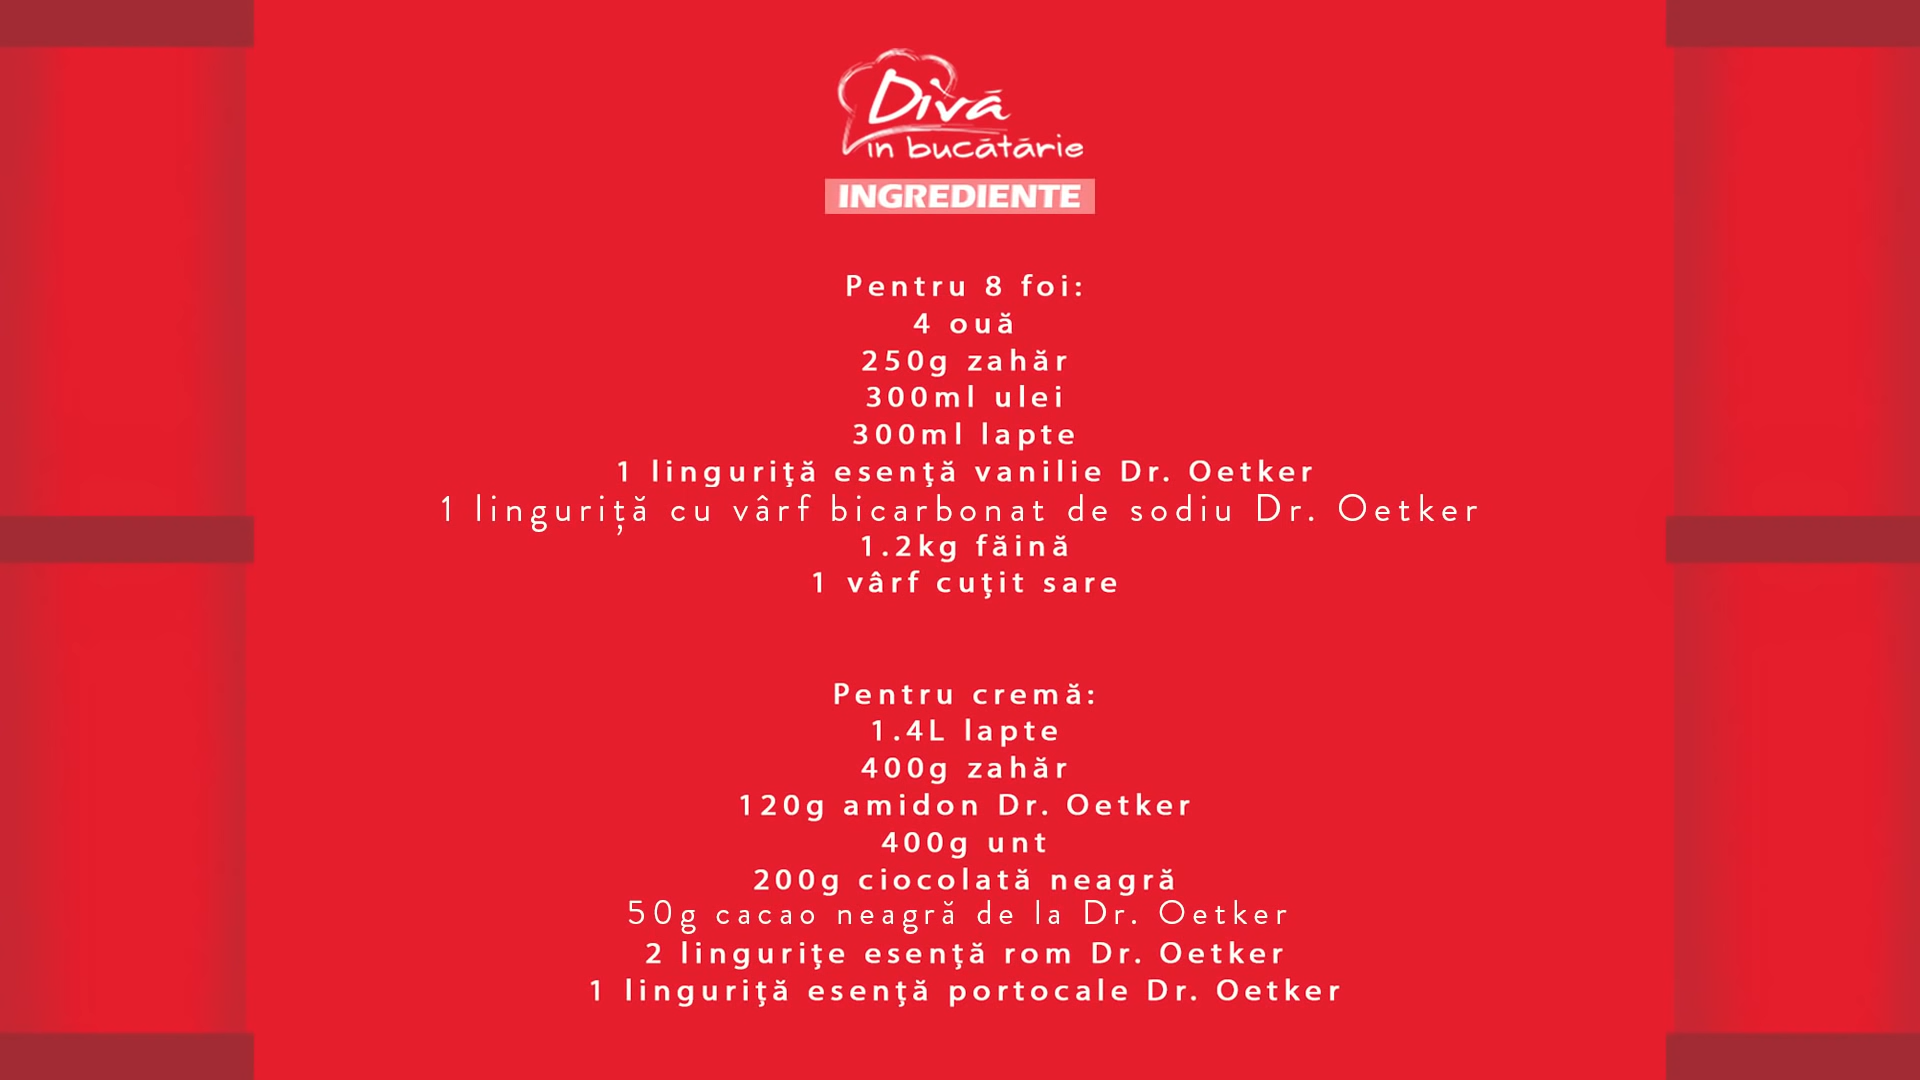 Divă
in bucătărie
INGREDIENTE
Pentru 8 foi:
4 ouă
250g zahăr
300ml ulei
300ml lapte
1 linguriţă esenţă vanilie Dr. Oetker
1 linguriță cu vârf bicarbonat de sodiu Dr. Oetker
1.2kg făină
1 vârf cuţit sare
Pentru cremă:
1.4L lapte
400g zahăr
120g amidon Dr. Oetker
400g unt
200g ciocolată neagră
50g cacao neagră de la Dr. Oetker
2 linguriţe esenţă rom Dr. Oetker
1 linguriţă esenţă portocale Dr. Oetker